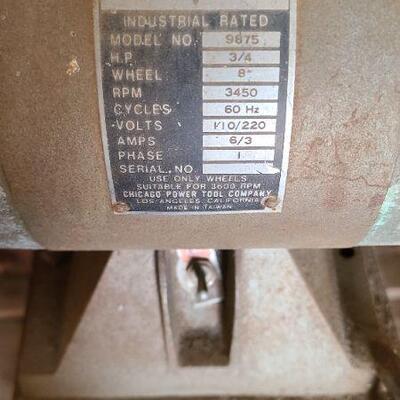 INDUSTRIAL RATED
MODEL NO. 9875
H.P. 3/4
WHEEL 8"
RPM 3450
CYCLES 60 Hz
VOLTS 110/220
AMPS 6/3
PHASE 1
SERIAL NO.
USE ONLY WHEELS
SUITABLE FOR 3600 RPM
CHICAGO POWER TOOL COMPANY
LOS ANGELES, CALIFORNIA
MADE IN TAIWAN